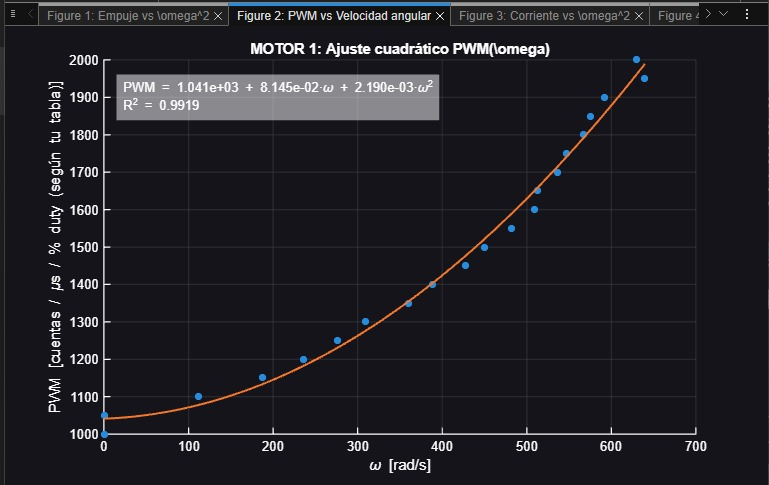 Figure 1: Empuje vs \omega^2 ×
Figure 2: PWM vs Velocidad angular ×
Figure 3: Corriente vs \omega^2 ×
Figure 4
MOTOR 1: Ajuste cuadrático PWM(\omega)
PWM = 1.041e+03 + 8.145e-02·ω + 2.190e-03·ω²
R² = 0.9919
PWM [cuentas / µs / % duty (según tu tabla)]
2000
1900
1800
1700
1600
1500
1400
1300
1200
1100
1000
0 100 200 300 400 500 600 700
ω [rad/s]